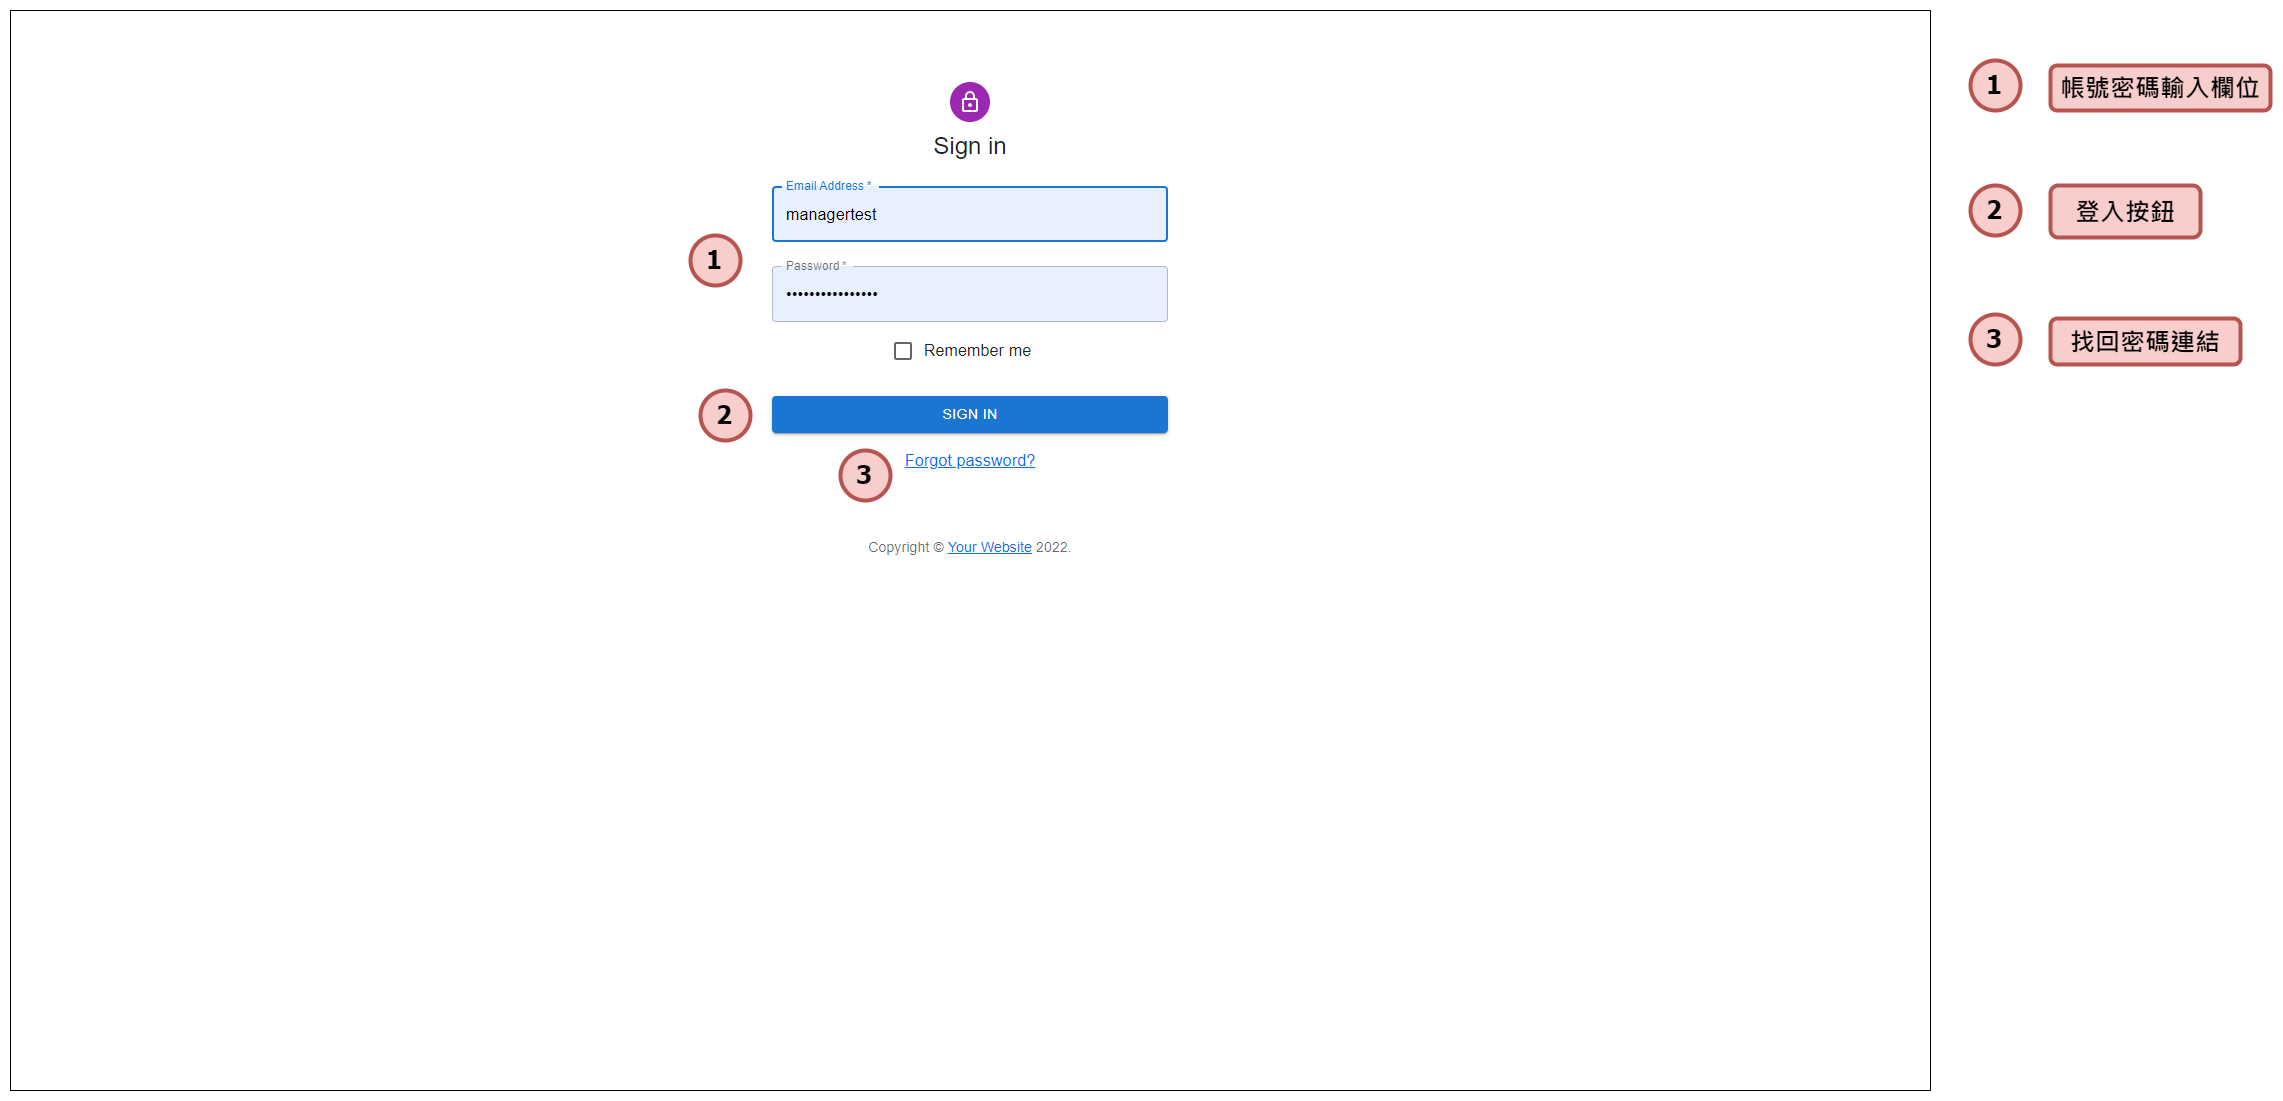 Sign in
Email Address *
managertest
1
Password *
••••••••••••••••
Remember me
2
SIGN IN
3
Forgot password?
Copyright © Your Website 2022.
1
帳號密碼輸入欄位
2
登入按鈕
3
找回密碼連結